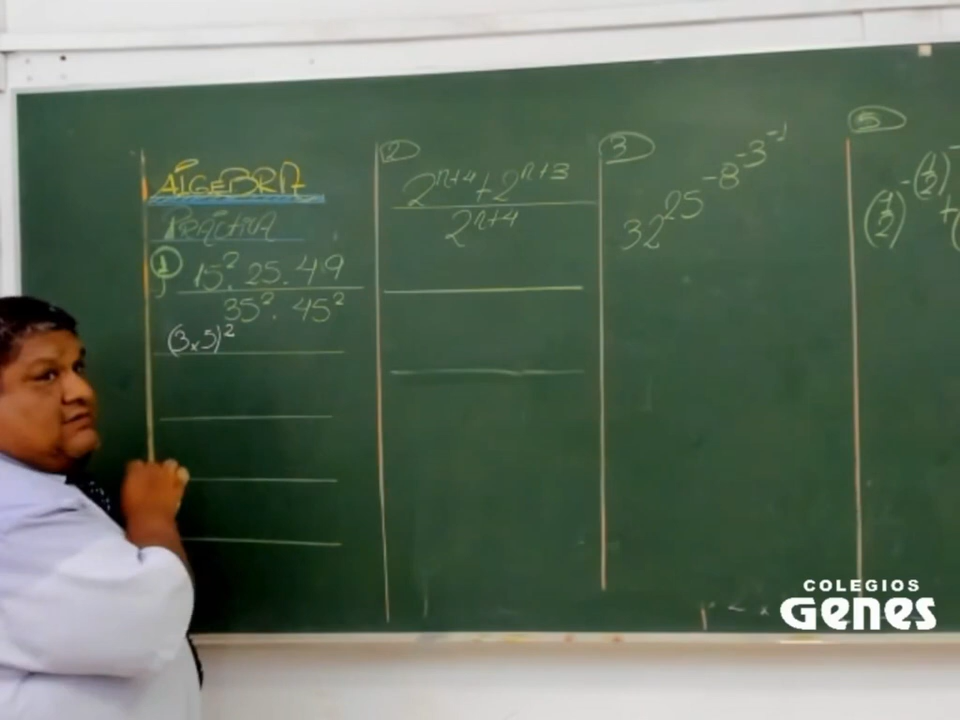 ÁLGEBRA
PRÁCTICA
1 15². 25. 49
35². 45²
(3x5)²
2
2ⁿ⁺⁴+2ⁿ⁺³
2ⁿ⁺⁴
3
32^25^-8^-3^-1
5
COLEGIOS
GENES